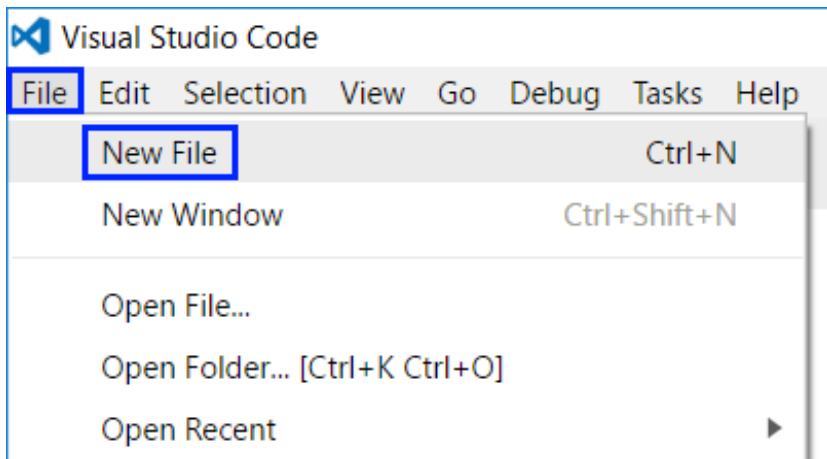 Visual Studio Code
File Edit Selection View Go Debug Tasks Help
New File Ctrl+N
New Window Ctrl+Shift+N
Open File...
Open Folder... [Ctrl+K Ctrl+O]
Open Recent